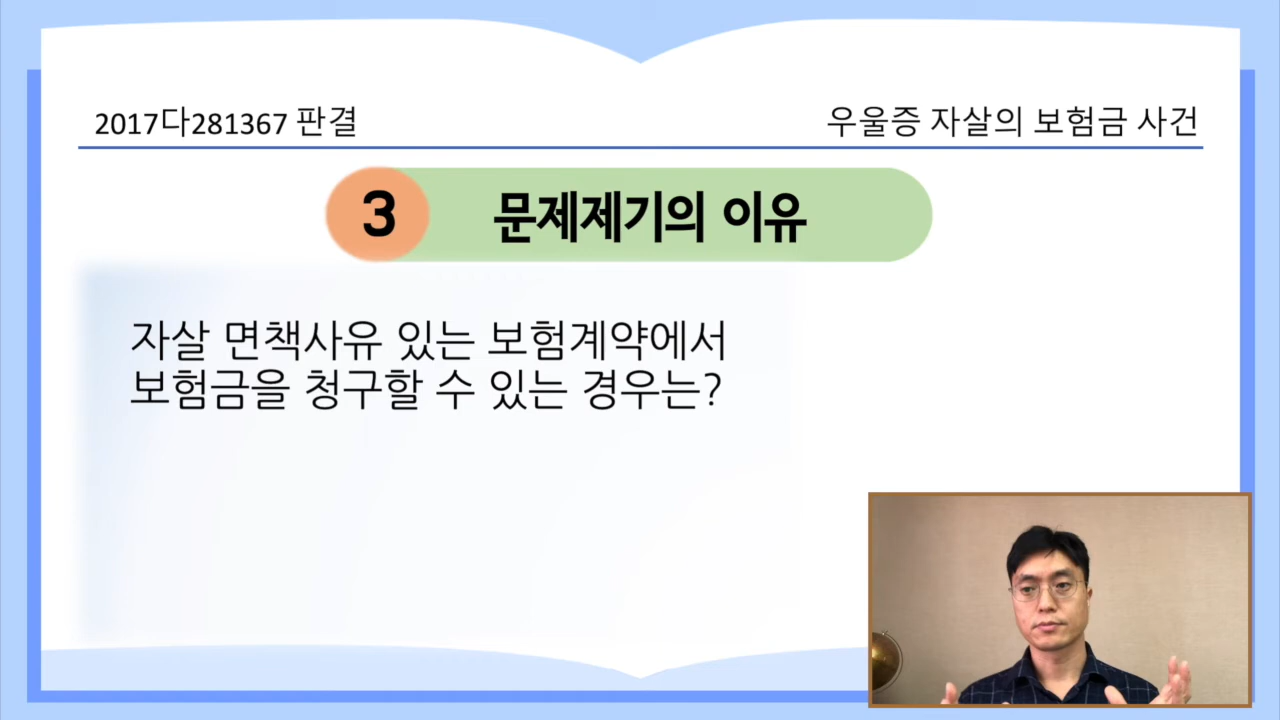 2017다281367 판결
우울증 자살의 보험금 사건
3
문제제기의 이유
자살 면책사유 있는 보험계약에서
보험금을 청구할 수 있는 경우는?